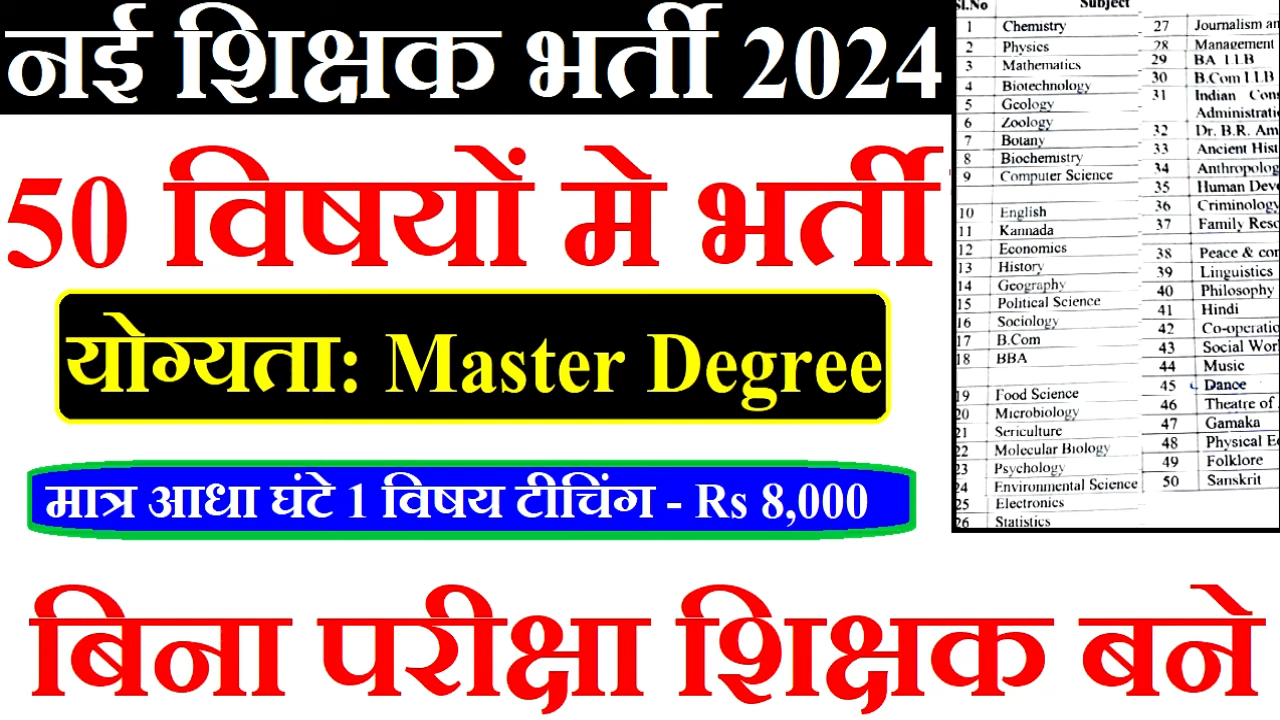 नई शिक्षक भर्ती 2024
50 विषयों मे भर्ती
योग्यता: Master Degree
मात्र आधा घंटे 1 विषय टीचिंग - Rs 8,000
बिना परीक्षा शिक्षक बने
Sl.No Subject
1 Chemistry
2 Physics
3 Mathematics
4 Biotechnology
5 Geology
6 Zoology
7 Botany
8 Biochemistry
9 Computer Science
10 English
11 Kannada
12 Economics
13 History
14 Geography
15 Political Science
16 Sociology
17 B.Com
18 BBA
19 Food Science
20 Microbiology
21 Sericulture
22 Molecular Biology
23 Psychology
24 Environmental Science
25 Electronics
26 Statistics
27 Journalism
28 Management
29 BA LLB
30 B.Com LLB
31 Indian
32 Dr. B.R.
33 Ancient
34
35 Human
36 Criminology
37 Family
38 Peace &
39 Linguistics
40 Philosophy
41 Hindi
42
43 Social
44 Music
45 Dance
46 Theatre of
47 Gamaka
48 Physical
49 Folklore
50 Sanskrit